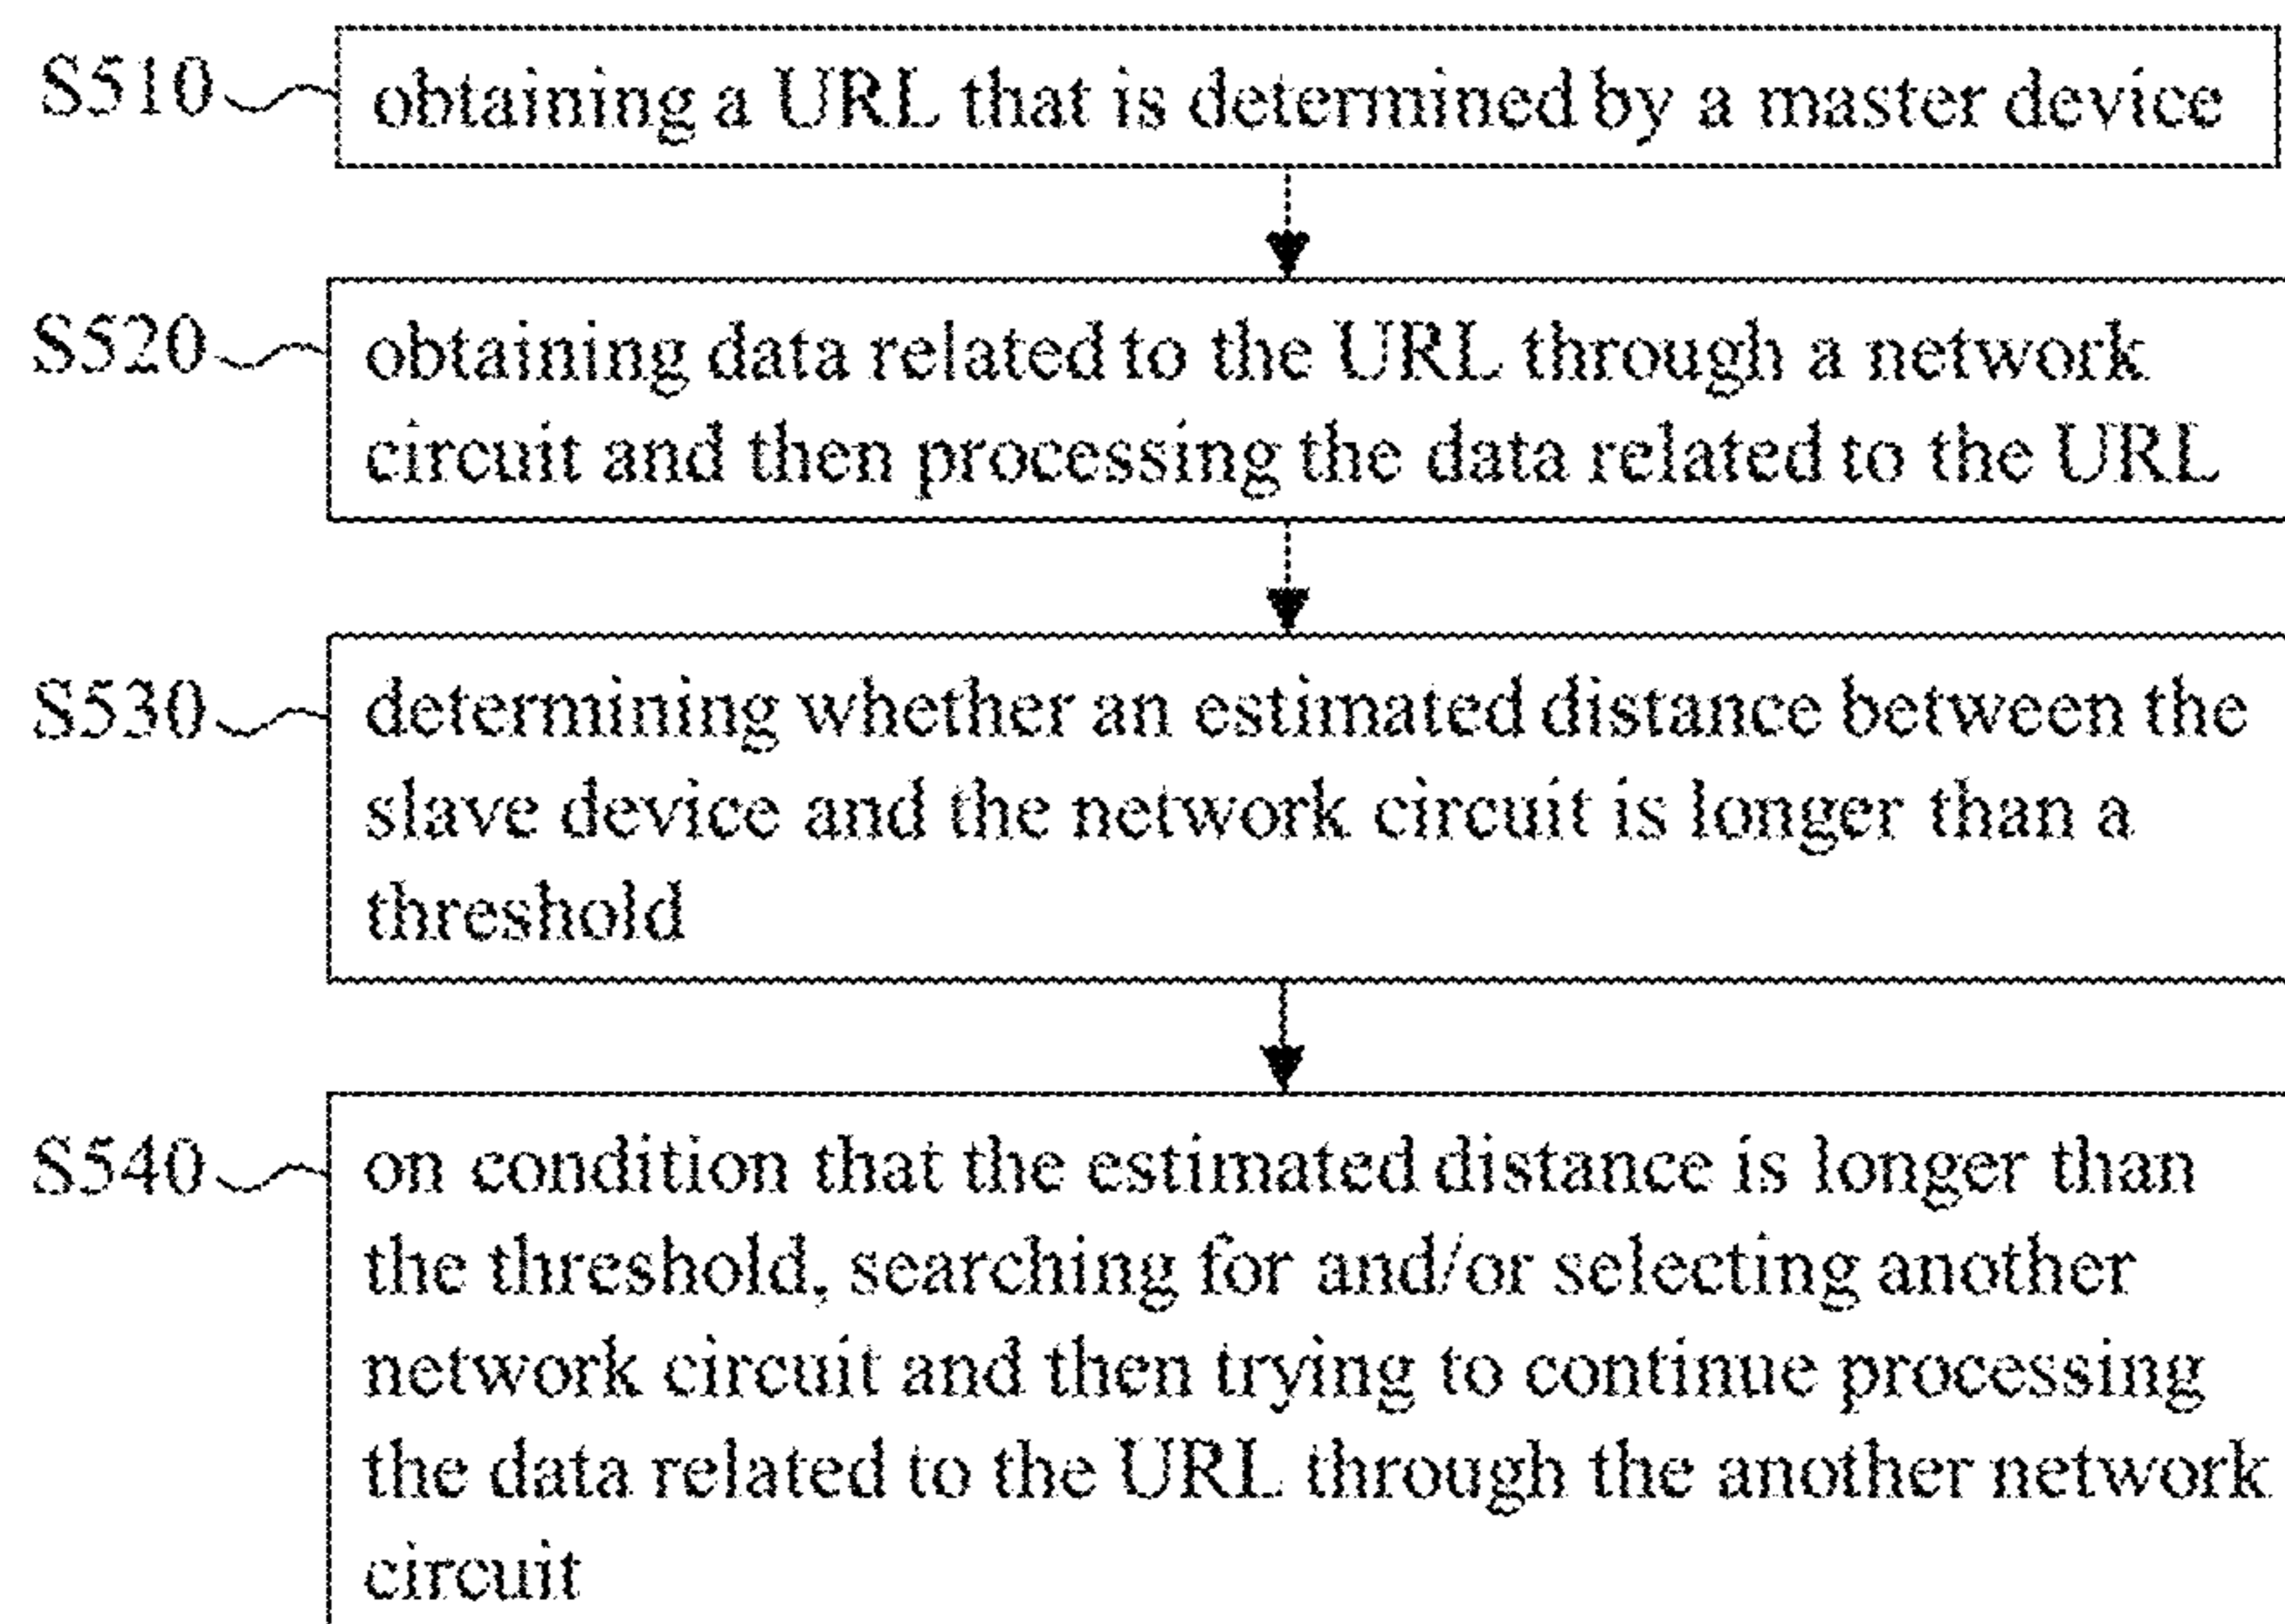 S510 obtaining a URL that is determined by a master device
S520 obtaining data related to the URL through a network
circuit and then processing the data related to the URL
S530 determining whether an estimated distance between the
slave device and the network circuit is longer than a
threshold
S540 on condition that the estimated distance is longer than
the threshold, searching for and/or selecting another
network circuit and then trying to continue processing
the data related to the URL through the another network
circuit